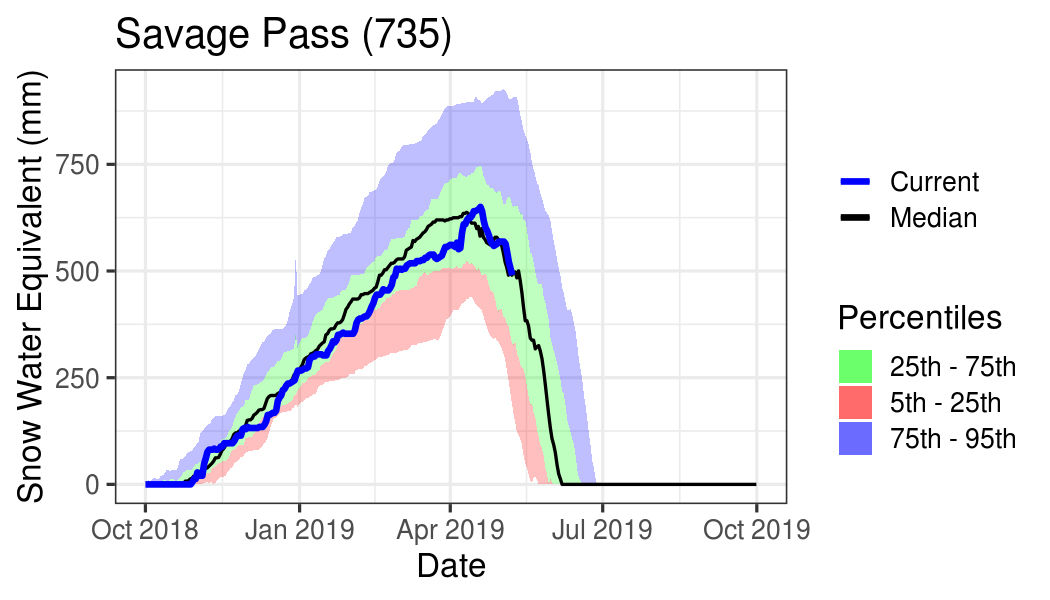 Savage Pass (735)
Snow Water Equivalent (mm)
750
500
250
0
Oct 2018
Jan 2019
Apr 2019
Jul 2019
Oct 2019
Date
Current
Median
Percentiles
25th - 75th
5th - 25th
75th - 95th